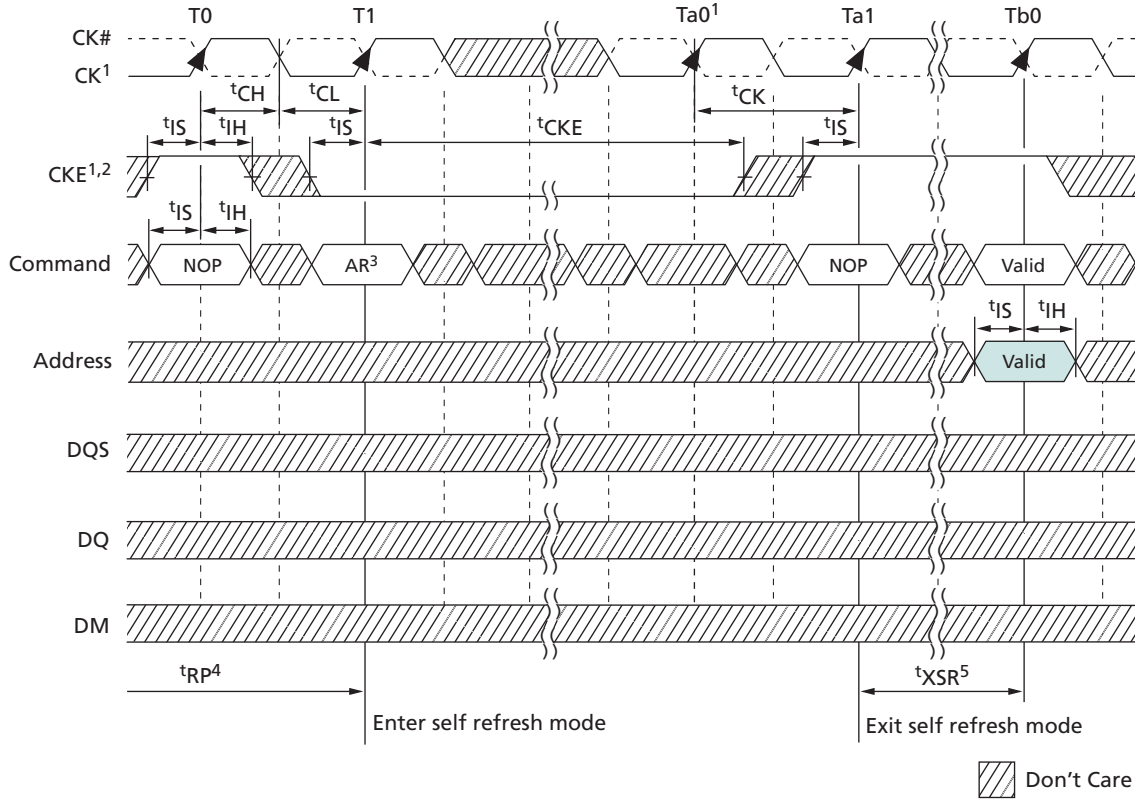 T0 T1 Ta0¹ Ta1 Tb0
CK#
CK¹
ᵗCH ᵗCL ᵗCK
ᵗIS ᵗIH ᵗIS ᵗCKE ᵗIS
CKE¹,²
ᵗIS ᵗIH
Command NOP AR³ NOP Valid
ᵗIS ᵗIH
Address Valid
DQS
DQ
DM
ᵗRP⁴ ᵗXSR⁵
Enter self refresh mode Exit self refresh mode
Don't Care